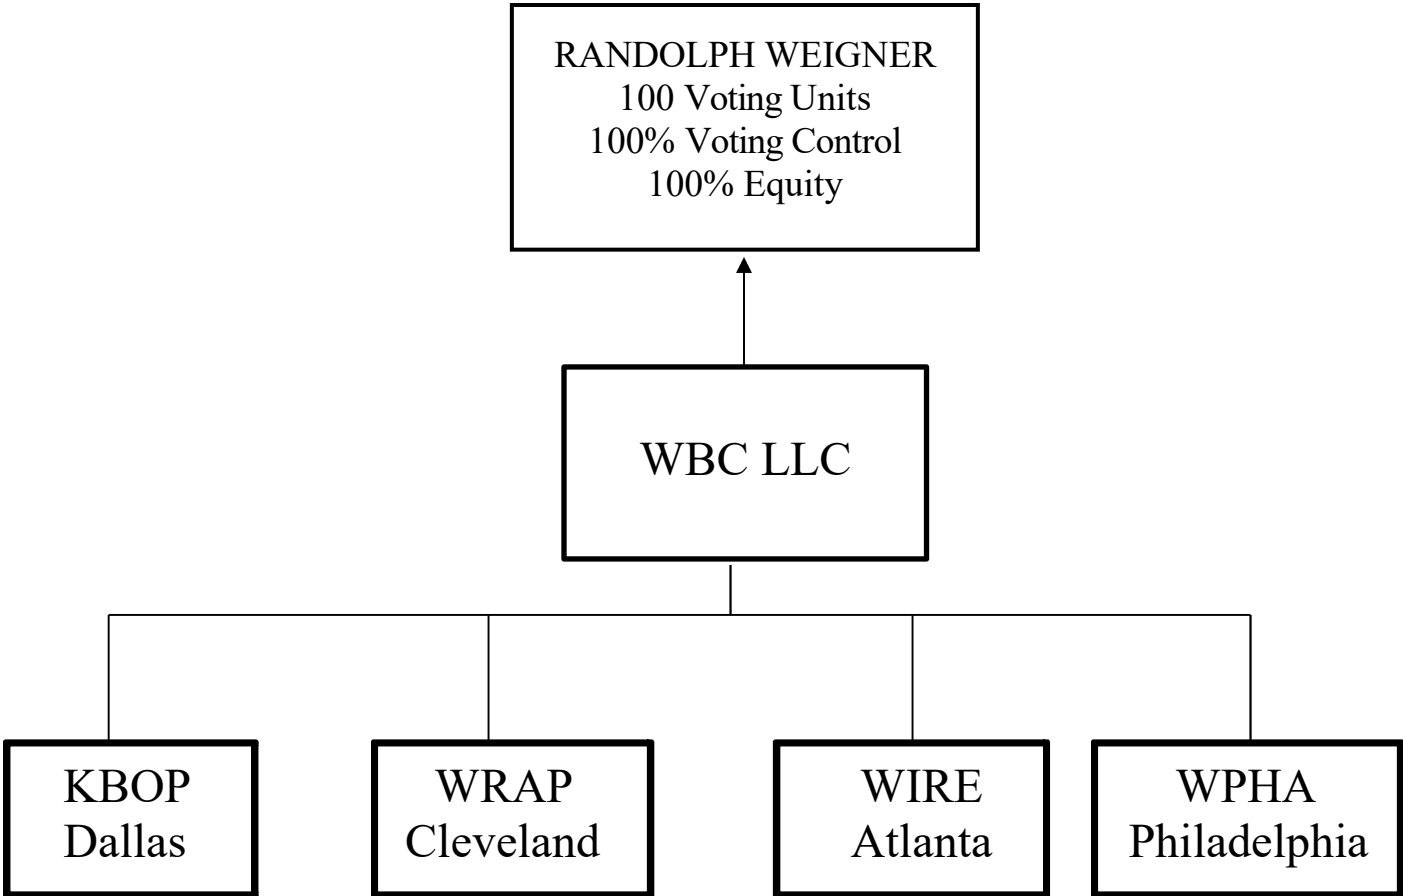 RANDOLPH WEIGNER
100 Voting Units
100% Voting Control
100% Equity
WBC LLC
KBOP
Dallas
WRAP
Cleveland
WIRE
Atlanta
WPHA
Philadelphia